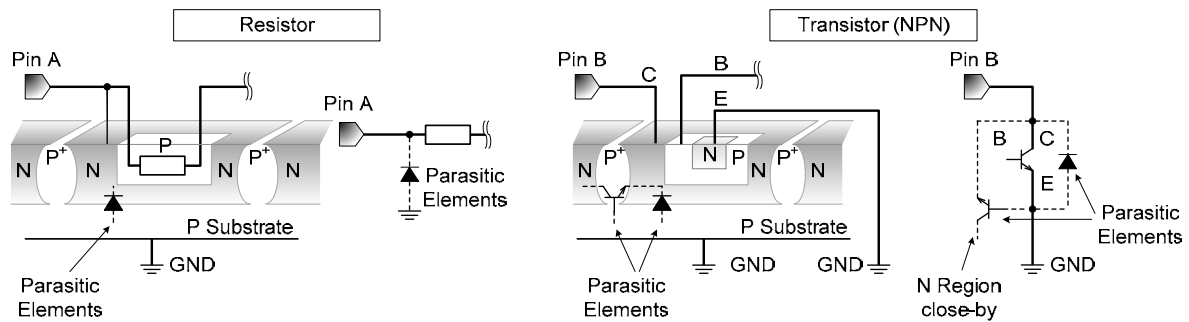 Resistor
Transistor (NPN)
Pin A
Pin A
N
P+
N
P
P+
N
Parasitic
Elements
P Substrate
GND
Parasitic
Elements
Pin B
C
B
E
N
P+
N
N
P
P+
N
P Substrate
GND
GND
Parasitic
Elements
Pin B
B
C
E
Parasitic
Elements
GND
N Region
close-by